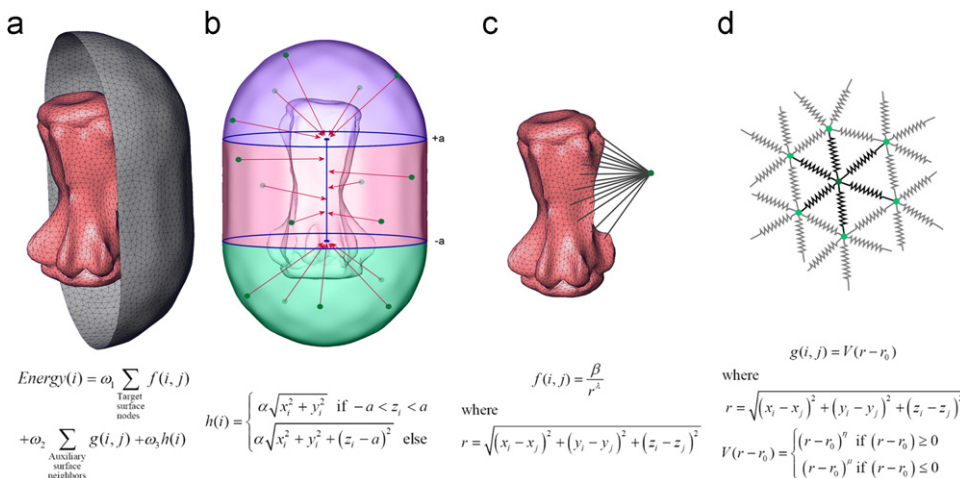 a b c d
+a
-a
Energy(i) = ω₁ ∑ f(i, j)
Target
surface
nodes
+ω₂ ∑ g(i, j) +ω₃h(i)
Auxiliary
surface
neighbors
h(i) = { α√(xᵢ² + yᵢ²) if −a < zᵢ < a
α√(xᵢ² + yᵢ² + (zᵢ − a)²) else
f(i, j) = β / r^λ
where
r = √((xᵢ − xⱼ)² + (yᵢ − yⱼ)² + (zᵢ − zⱼ)²)
g(i, j) = V(r − r₀)
where
r = √((xᵢ − xⱼ)² + (yᵢ − yⱼ)² + (zᵢ − zⱼ)²)
V(r − r₀) = { (r − r₀)^η if (r − r₀) ≥ 0
(r − r₀)ⁿ if (r − r₀) ≤ 0